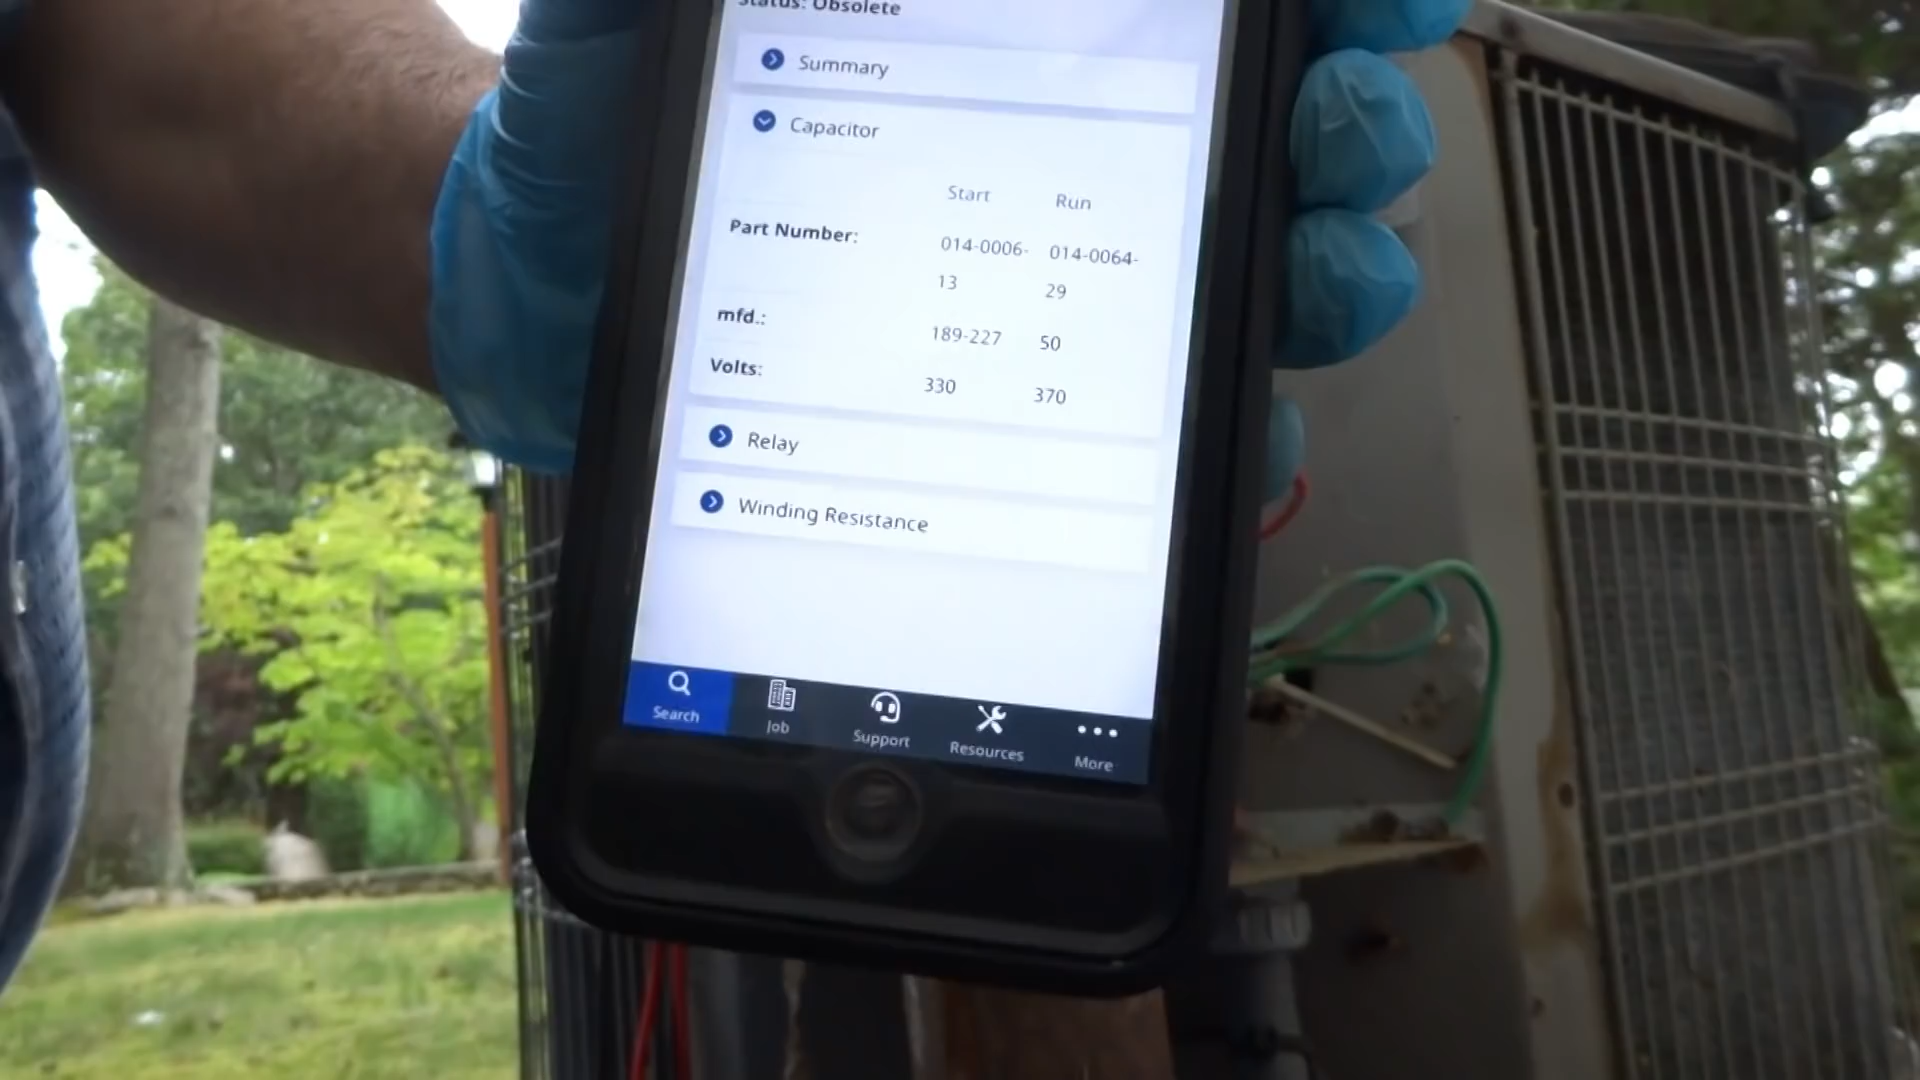 Status: Obsolete
Summary
Capacitor
Start Run
Part Number: 014-0006- 014-0064-
13 29
mfd.: 189-227 50
Volts: 330 370
Relay
Winding Resistance
Search Job Support Resources More